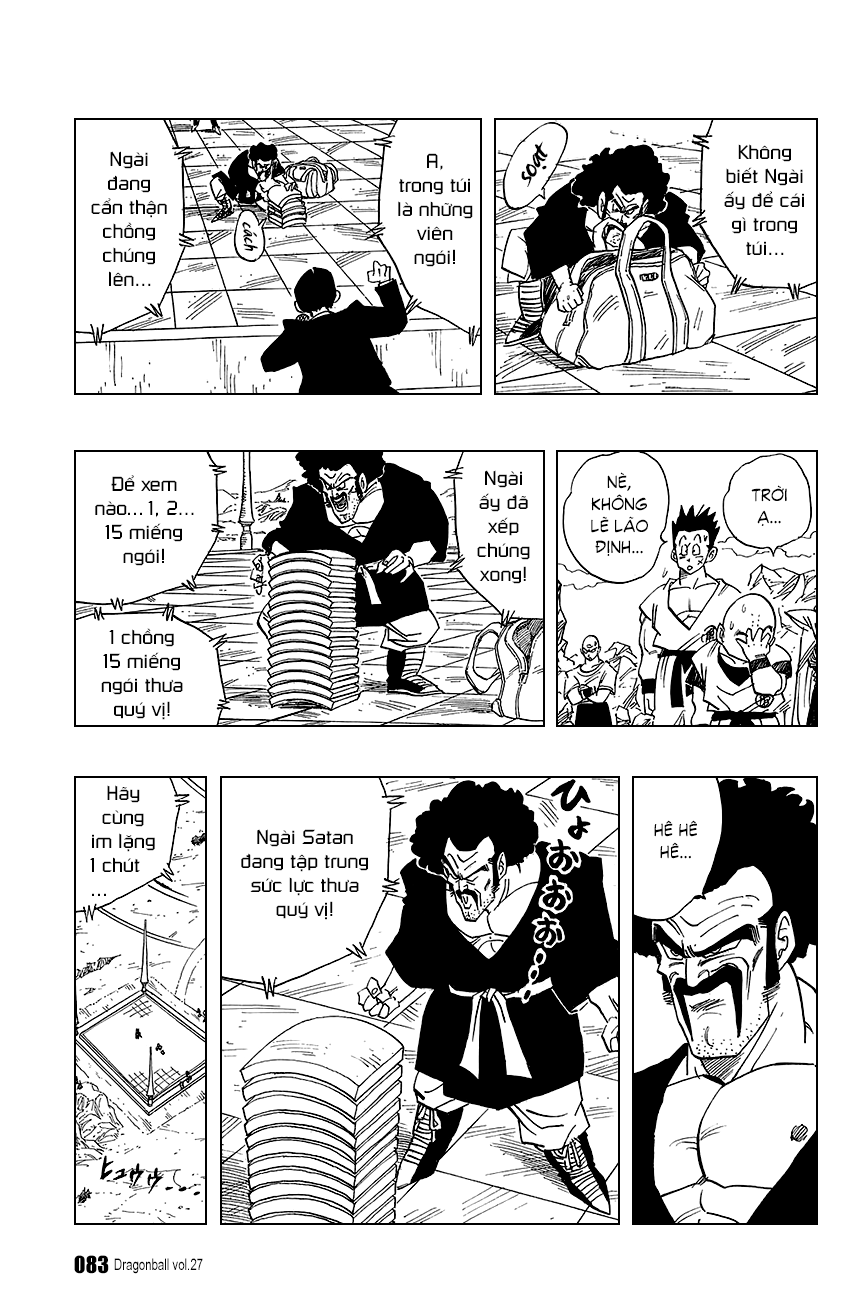 Không
biết Ngài
ấy để cái
gì trong
túi...
soạt
A,
trong túi
là những
viên
ngói!
Ngài
đang
cẩn thận
chồng
chúng
lên...
cách
TRỜI
Ạ...
NÈ,
KHÔNG
LẼ LÃO
ĐỊNH...
Ngài
ấy đã
xếp
chúng
xong!
Để xem
nào... 1, 2...
15 miếng
ngói!
1 chồng
15 miếng
ngói thưa
quý vị!
HÊ HÊ
HÊ...
ひょおおお...
Ngài Satan
đang tập trung
sức lực thưa
quý vị!
Hãy
cùng
im lặng
1 chút
...
ヒュウウ...
083 Dragonball vol.27